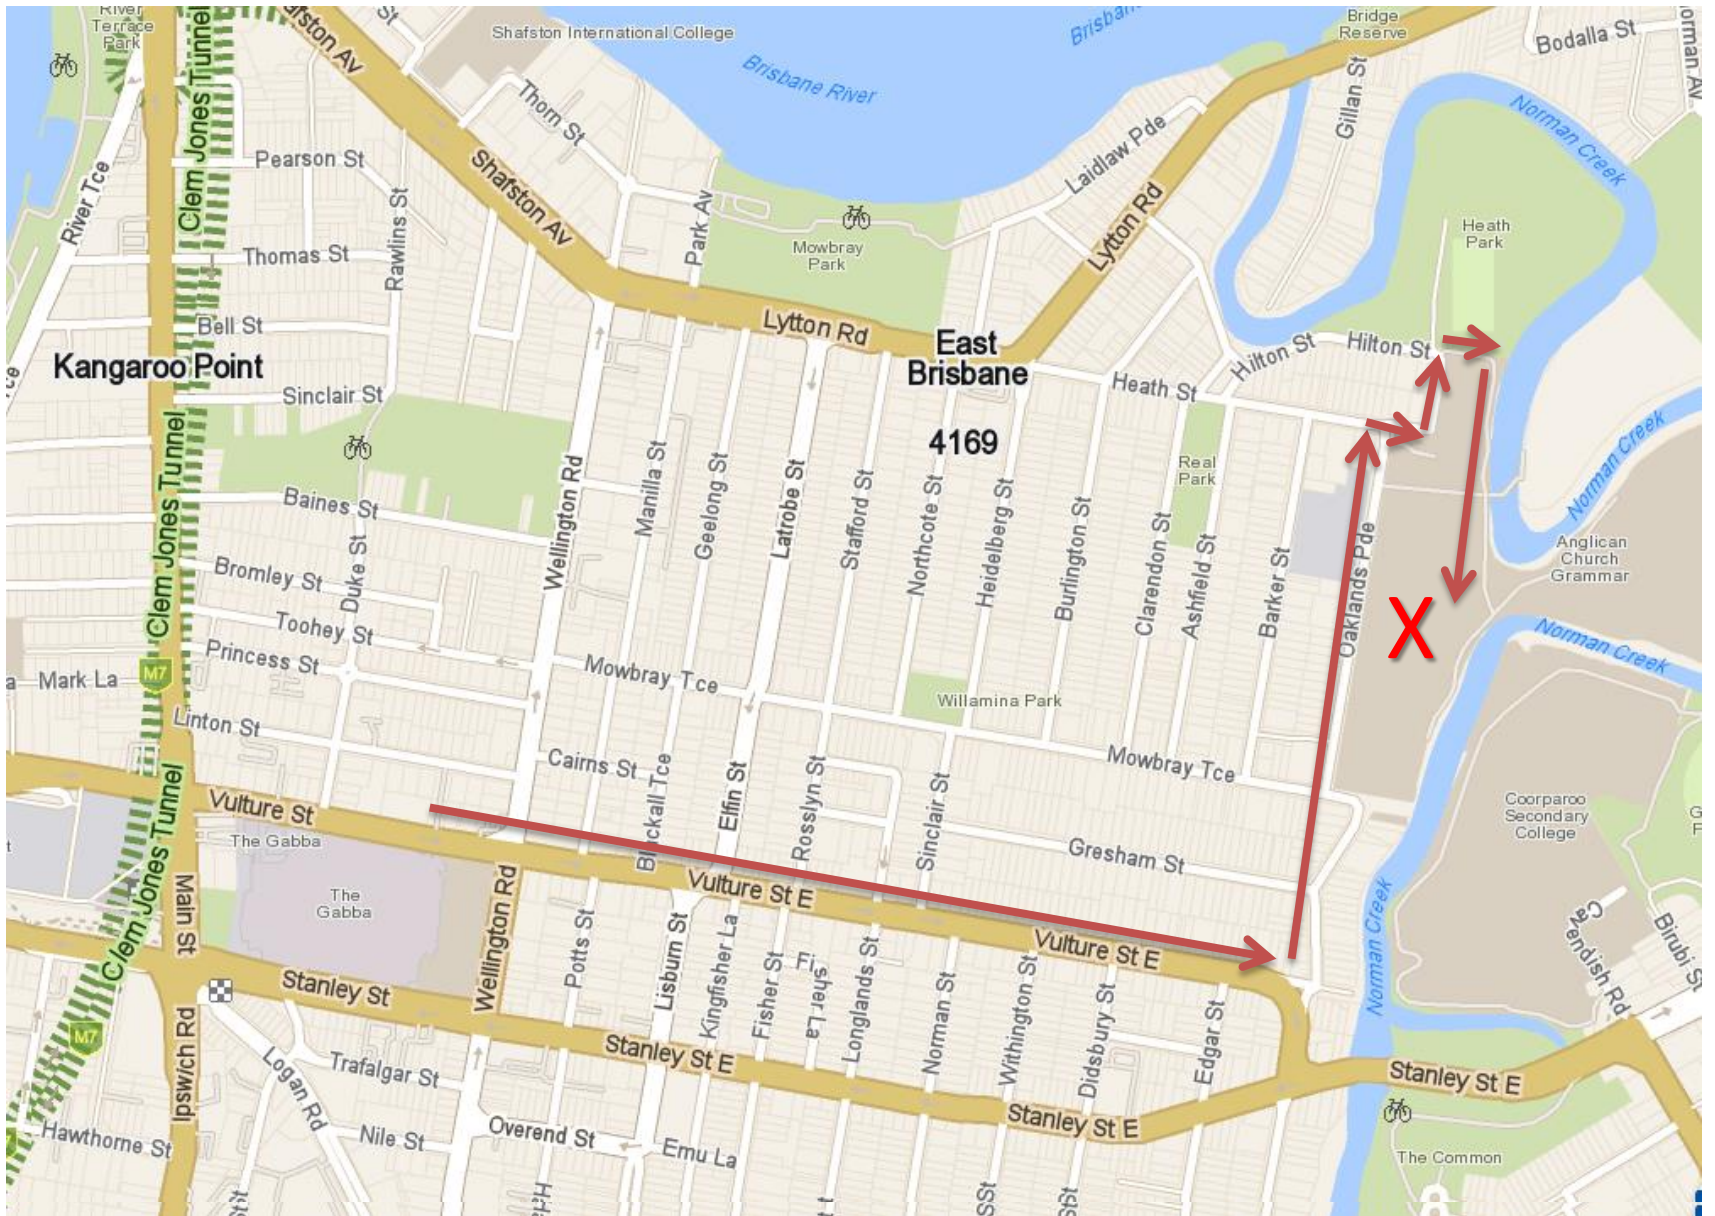 River
Terrace
Park
St
Shafston International College
Brisbane River
Bridge
Reserve
Bodalla St
Clem Jones Tunnel
Thorn St
Gillan St
Norman Creek
Pearson St
Shafston Av
Laidlaw Pde
River Tce
Rawlins St
Park Av
Lytton Rd
Heath
Park
Thomas St
Mowbray
Park
Bell St
Lytton Rd
East
Brisbane
Hilton St
Hilton St
Kangaroo Point
Sinclair St
Heath St
4169
Clem Jones Tunnel
Baines St
Wellington Rd
Manilla St
Geelong St
Latrobe St
Stafford St
Northcote St
Heidelberg St
Burlington St
Real
Park
Clarendon St
Ashfield St
Barker St
Oaklands Pde
Norman Creek
Anglican
Church
Grammar
Bromley St
Duke St
Toohey St
X
Norman Creek
Princess St
Mark La
M7
Mowbray Tce
Willamina Park
Linton St
Cairns St
Mowbray Tce
Vulture St
The Gabba
Elfin St
Rosslyn St
Sinclair St
Gresham St
Coorparoo
Secondary
College
Clem Jones Tunnel
Main St
The
Gabba
Wellington Rd
Vulture St E
Vulture St E
Potts St
Lisburn St
Kingfisher La
Fisher St
Fisher La
Longlands St
Norman St
Withington St
Didsbury St
Edgar St
Norman Creek
Cavendish Rd
Birubi St
Stanley St
M7
Ipswich Rd
Logan Rd
Trafalgar St
Stanley St E
Stanley St E
Stanley St E
Hawthorne St
Nile St
Overend St
Emu La
The Common